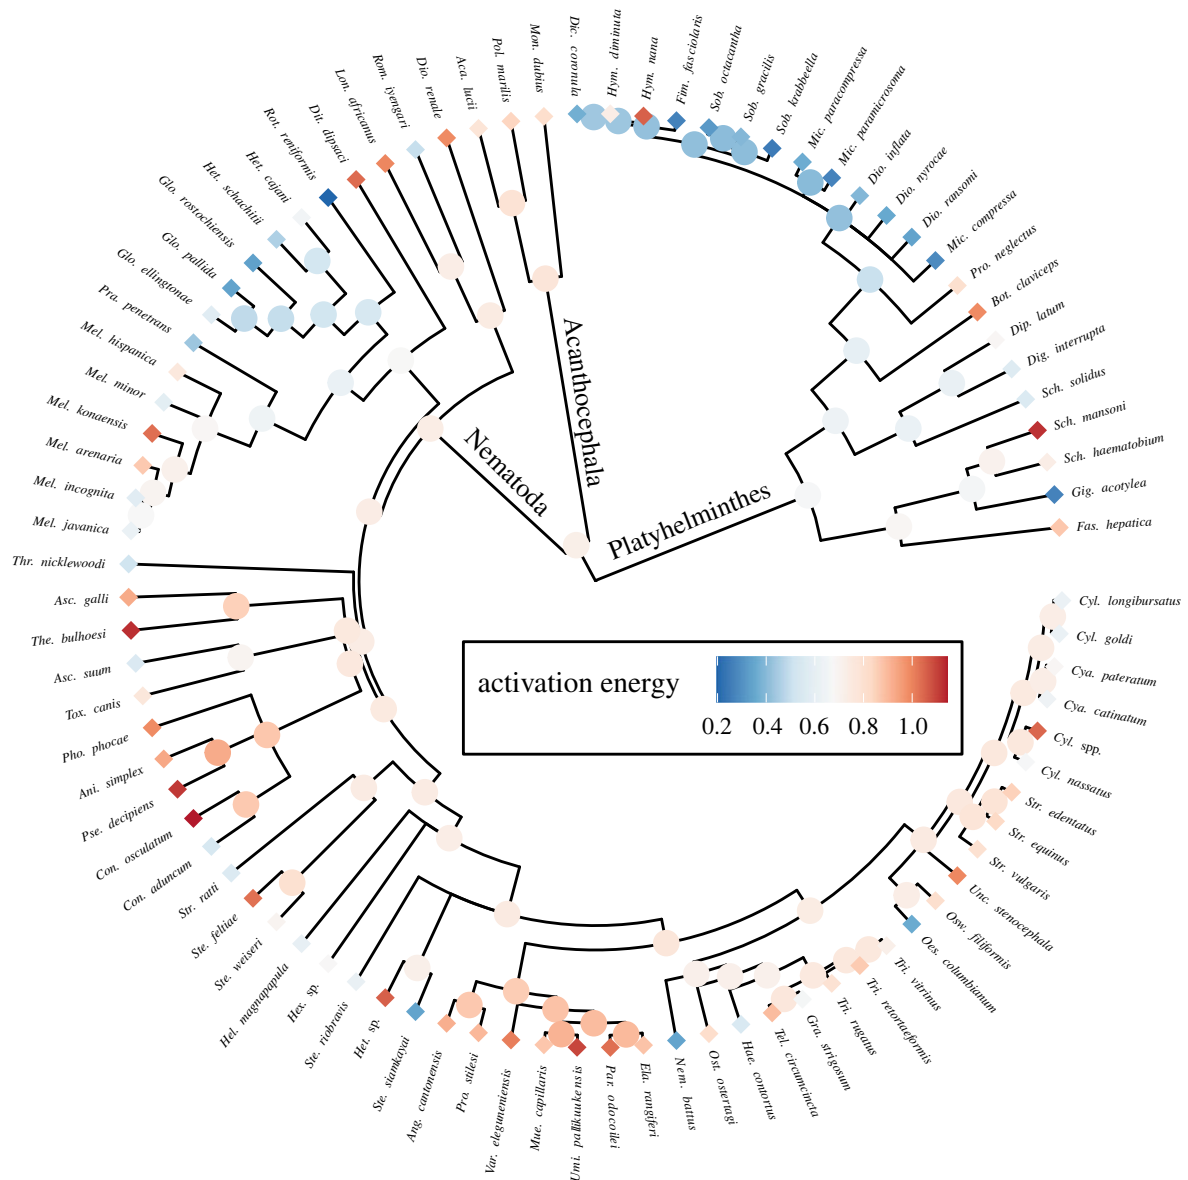 Dic. coronula
Hym. diminuta
Hym. nana
Fim. fasciolaris
Sob. octacantha
Sob. gracilis
Sob. krabbeella
Mic. paracompressa
Mic. paramicrosoma
Dio. inflata
Dio. nyrocae
Dio. ransomi
Mic. compressa
Pro. neglectus
Bot. claviceps
Dip. latum
Dig. interrupta
Sch. solidus
Sch. mansoni
Sch. haematobium
Gig. acotylea
Fas. hepatica
Cyl. longibursatus
Cyl. goldi
Cya. pateratum
Cya. catinatum
Cyl. spp.
Cyl. nassatus
Str. edentatus
Str. equinus
Str. vulgaris
Unc. stenocephala
Osw. filiformis
Oes. columbianum
Tri. vitrinus
Tri. retortaeformis
Tri. rugatus
Gra. strigosum
Tel. circumcincta
Hae. contortus
Ost. ostertagi
Nem. battus
Ela. rangiferi
Par. odocoilei
Mue. capillaris
Var. eleguneniensis
Pro. stilesi
Ang. cantonensis
Ste. siamkayai
Het. sp.
Ste. riobravis
Hex. sp.
Hel. magnapapula
Ste. weiseri
Ste. feltiae
Str. ratti
Con. aduncum
Con. osculatum
Pse. decipiens
Ani. simplex
Pho. phocae
Tox. canis
Asc. suum
The. bulhoesi
Asc. galli
Thr. nicklewoodi
Mel. javanica
Mel. incognita
Mel. arenaria
Mel. konaensis
Mel. minor
Mel. hispanica
Pra. penetrans
Glo. ellingtonae
Glo. pallida
Glo. rostochiensis
Het. schachtii
Het. cajani
Rot. reniformis
Dit. dipsaci
Lon. africanus
Rom. iyengari
Dio. renale
Aca. lucii
Pol. marilis
Mon. dubius
Acanthocephala
Nematoda
Platyhelminthes
activation energy
0.2 0.4 0.6 0.8 1.0